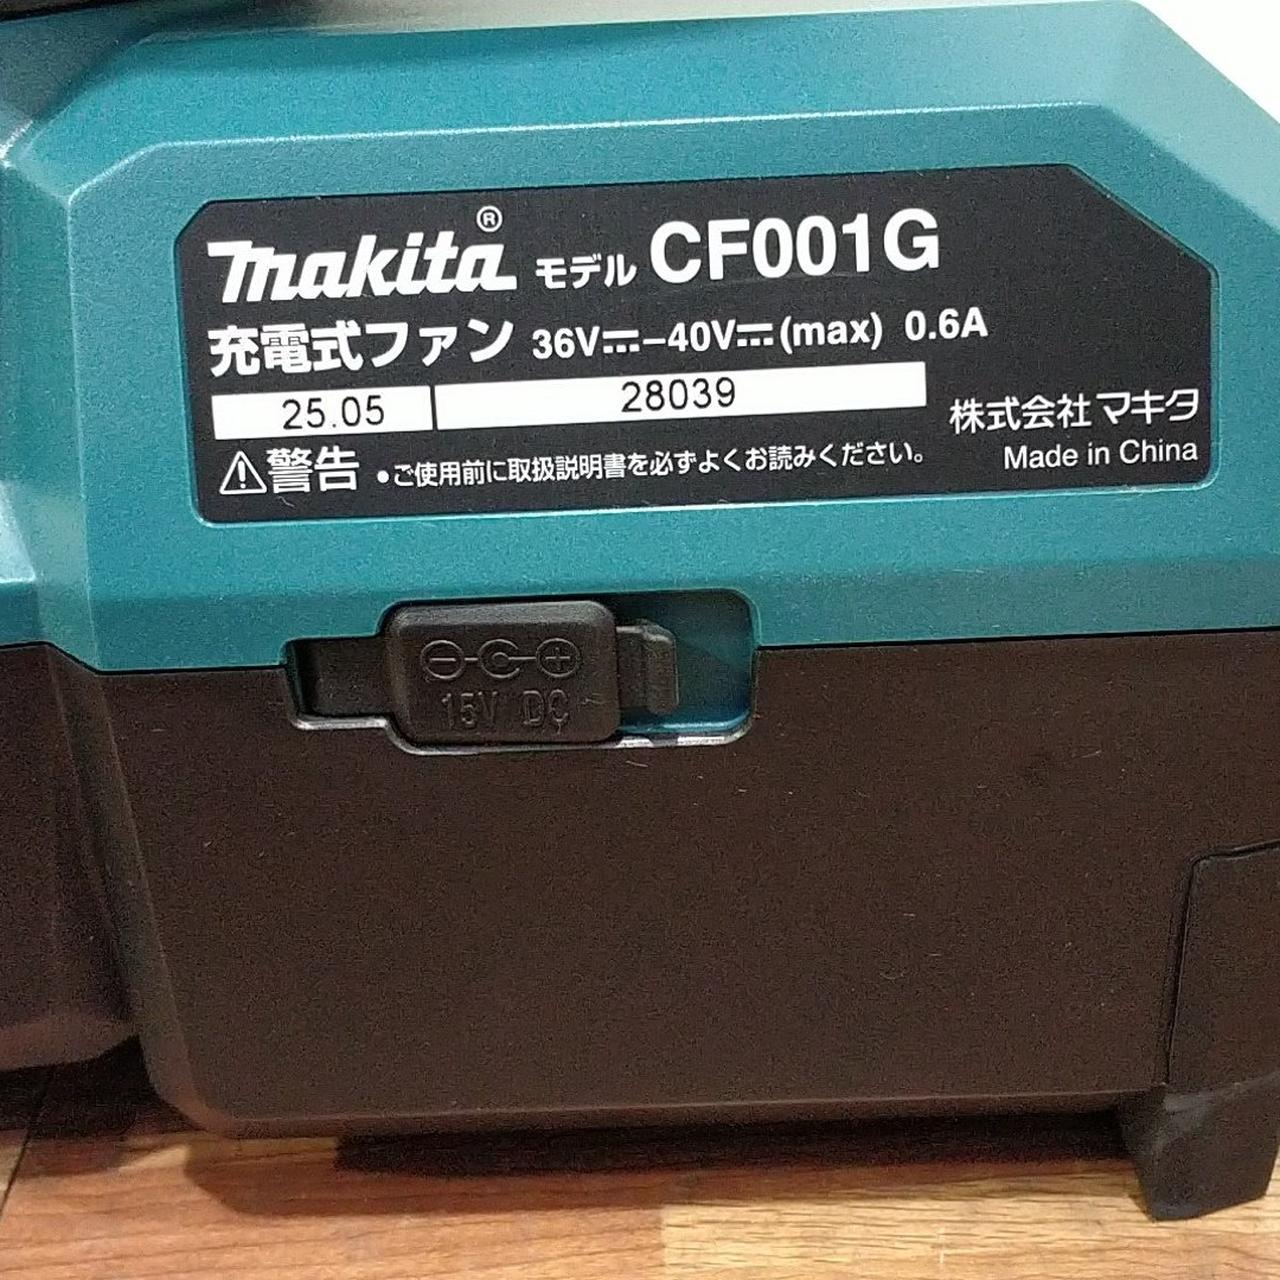 makita® モデル CF001G
充電式ファン 36V⎓–40V⎓(max) 0.6A
25.05 28039
株式会社マキタ
⚠警告 •ご使用前に取扱説明書を必ずよくお読みください。
Made in China
15V DC